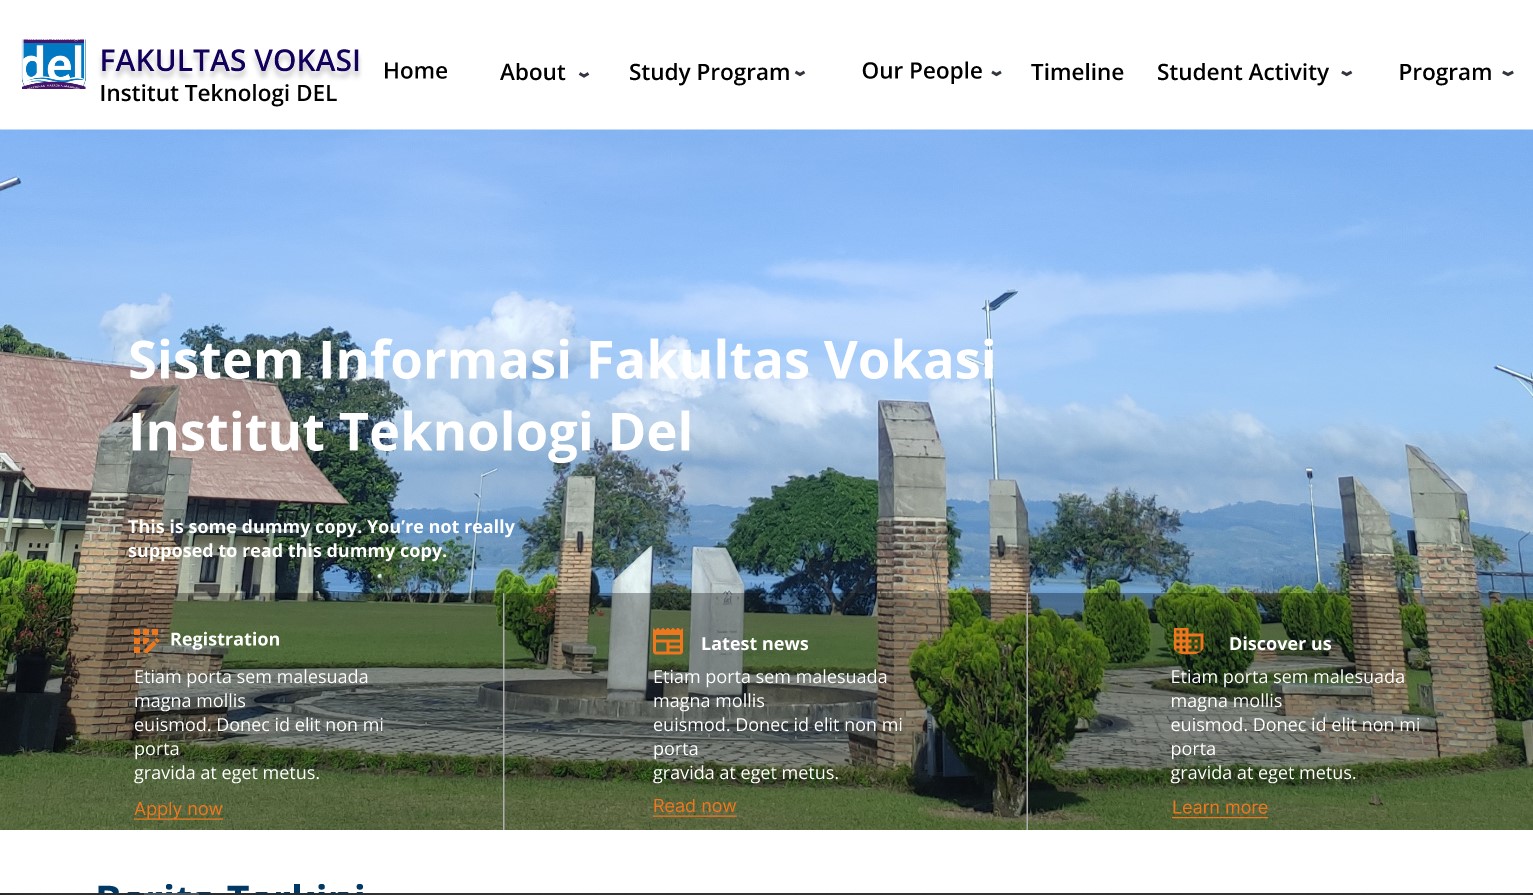 del
FAKULTAS VOKASI
Institut Teknologi DEL
Home
About
Study Program
Our People
Timeline
Student Activity
Program
Sistem Informasi Fakultas Vokasi
Institut Teknologi Del
This is some dummy copy. You’re not really
supposed to read this dummy copy.
Registration
Etiam porta sem malesuada
magna mollis
euismod. Donec id elit non mi
porta
gravida at eget metus.
Apply now
Latest news
Etiam porta sem malesuada
magna mollis
euismod. Donec id elit non mi
porta
gravida at eget metus.
Read now
Discover us
Etiam porta sem malesuada
magna mollis
euismod. Donec id elit non mi
porta
gravida at eget metus.
Learn more
Berita Terkini